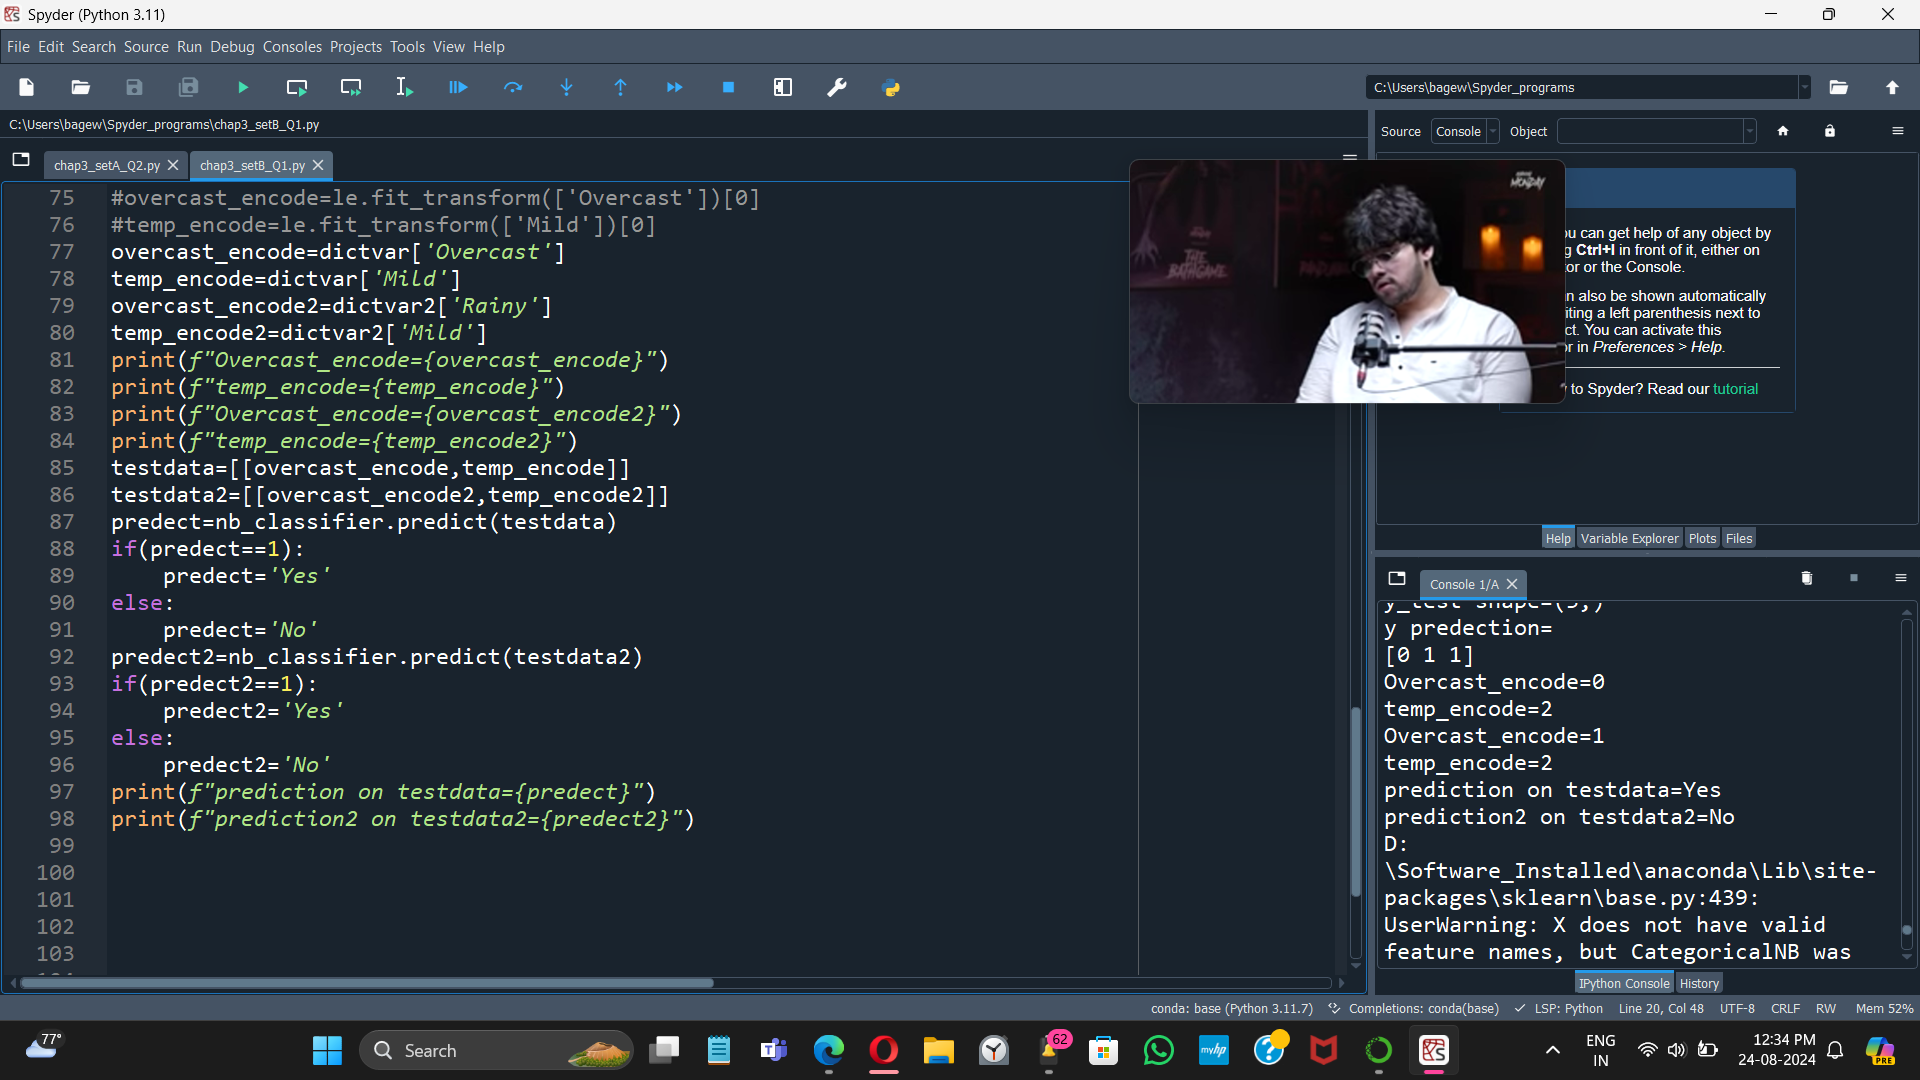 Spyder (Python 3.11)
File Edit Search Source Run Debug Consoles Projects Tools View Help
C:\Users\bagew\Spyder_programs
C:\Users\bagew\Spyder_programs\chap3_setB_Q1.py
Source Console Object
chap3_setA_Q2.py
chap3_setB_Q1.py
75 #overcast_encode=le.fit_transform(['Overcast'])[0]
76 #temp_encode=le.fit_transform(['Mild'])[0]
77 overcast_encode=dictvar['Overcast']
78 temp_encode=dictvar['Mild']
79 overcast_encode2=dictvar2['Rainy']
80 temp_encode2=dictvar2['Mild']
81 print(f"Overcast_encode={overcast_encode}")
82 print(f"temp_encode={temp_encode}")
83 print(f"Overcast_encode={overcast_encode2}")
84 print(f"temp_encode={temp_encode2}")
85 testdata=[[overcast_encode,temp_encode]]
86 testdata2=[[overcast_encode2,temp_encode2]]
87 predect=nb_classifier.predict(testdata)
88 if(predect==1):
89 predect='Yes'
90 else:
91 predect='No'
92 predect2=nb_classifier.predict(testdata2)
93 if(predect2==1):
94 predect2='Yes'
95 else:
96 predect2='No'
97 print(f"prediction on testdata={predect}")
98 print(f"prediction2 on testdata2={predect2}")
99
100
101
102
103
MONDAY
THE BATHGAME
u can get help of any object by
g Ctrl+I in front of it, either on
or or the Console.
n also be shown automatically
iting a left parenthesis next to
ct. You can activate this
or in Preferences > Help.
to Spyder? Read our tutorial
Help Variable Explorer Plots Files
Console 1/A
y_test shape=(3,)
y predection=
[0 1 1]
Overcast_encode=0
temp_encode=2
Overcast_encode=1
temp_encode=2
prediction on testdata=Yes
prediction2 on testdata2=No
D:
\Software_Installed\anaconda\Lib\site-
packages\sklearn\base.py:439:
UserWarning: X does not have valid
feature names, but CategoricalNB was
IPython Console History
conda: base (Python 3.11.7) Completions: conda(base) LSP: Python Line 20, Col 48 UTF-8 CRLF RW Mem 52%
77°
Search
62
myhp
ENG
IN
12:34 PM
24-08-2024
PRE